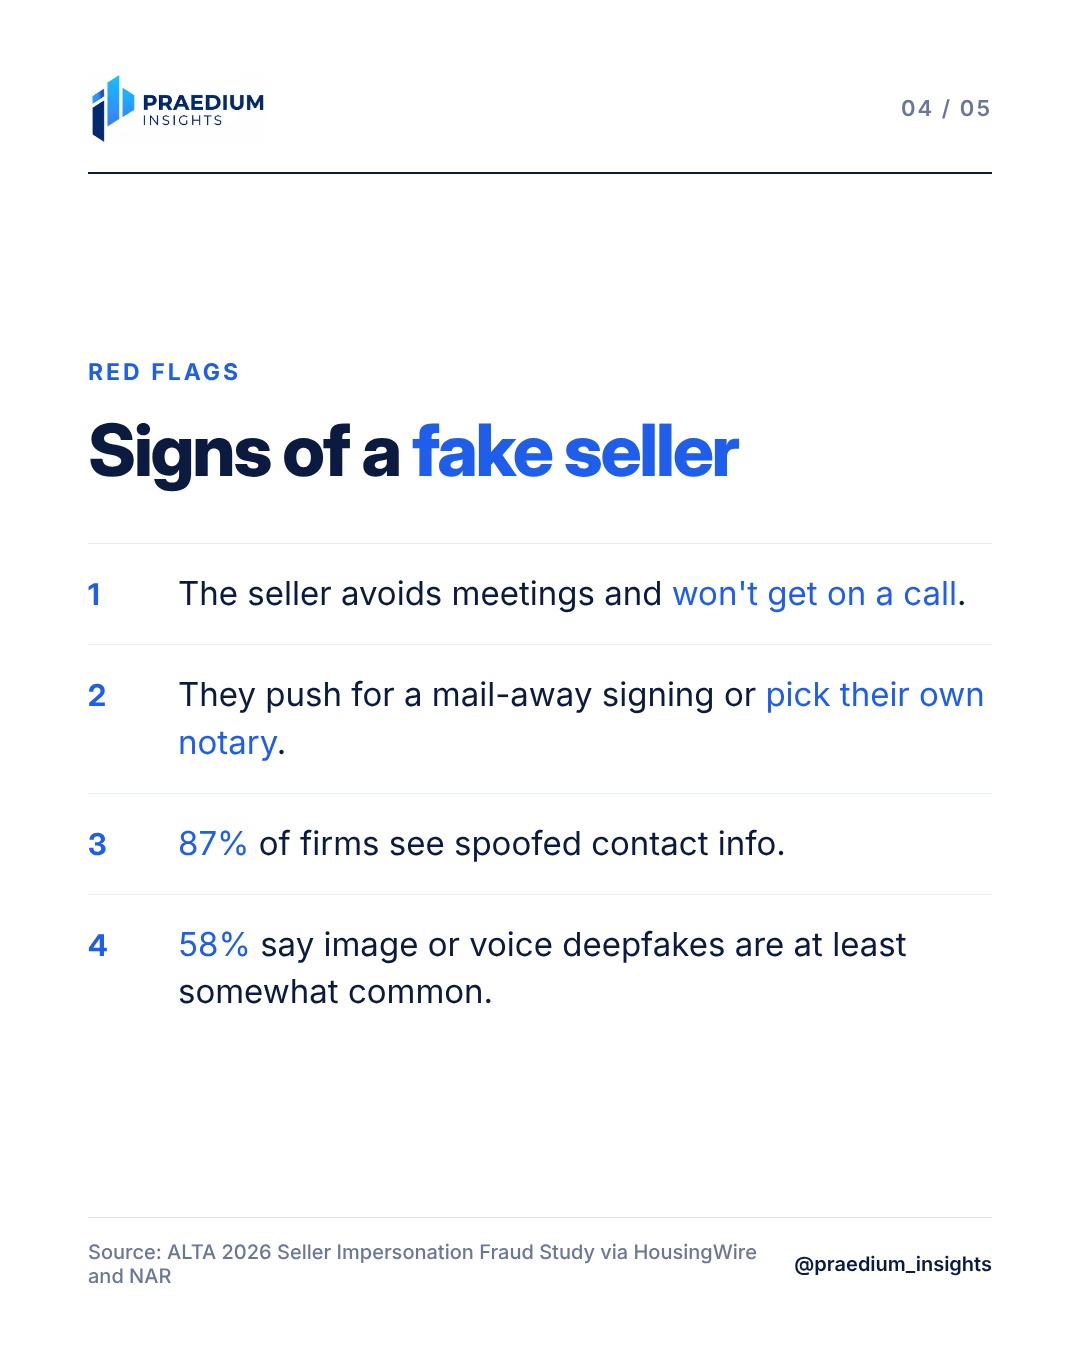 PRAEDIUM
INSIGHTS
04 / 05
RED FLAGS
Signs of a fake seller
1 The seller avoids meetings and won't get on a call.
2 They push for a mail-away signing or pick their own
notary.
3 87% of firms see spoofed contact info.
4 58% say image or voice deepfakes are at least
somewhat common.
Source: ALTA 2026 Seller Impersonation Fraud Study via HousingWire
and NAR
@praedium_insights